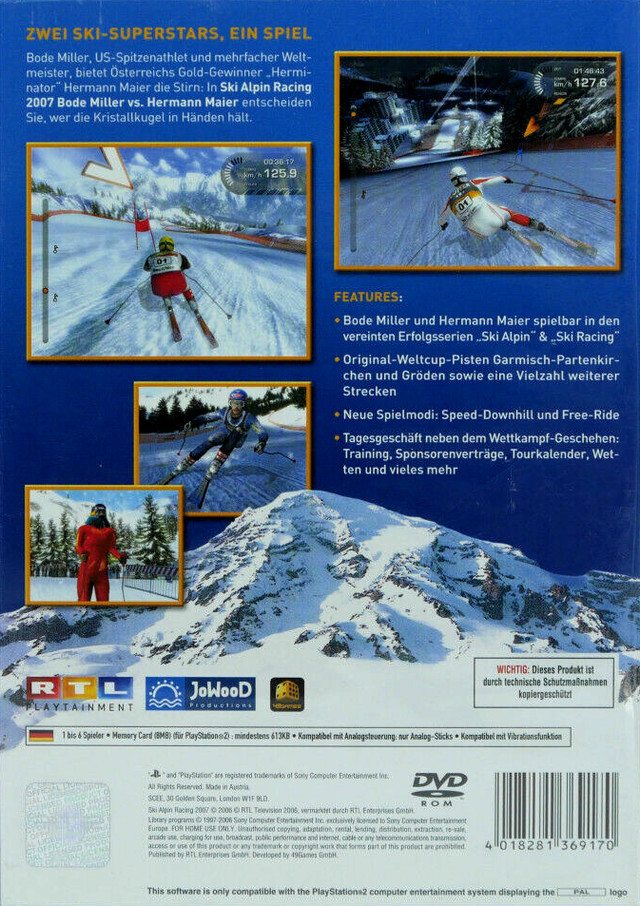 ZWEI SKI-SUPERSTARS, EIN SPIEL
Bode Miller, US-Spitzenathlet und mehrfacher Welt-
meister, bietet Österreichs Gold-Gewinner „Hermi-
nator" Hermann Maier die Stirn: In Ski Alpin Racing
2007 Bode Miller vs. Hermann Maier entscheiden
Sie, wer die Kristallkugel in Händen hält.
01:46:43
km/h 127.6
01
00:36:17
km/h 125.9
01
FEATURES:
• Bode Miller und Hermann Maier spielbar in den
vereinten Erfolgsserien „Ski Alpin" & „Ski Racing"
• Original-Weltcup-Pisten Garmisch-Partenkir-
chen und Gröden sowie eine Vielzahl weiterer
Strecken
• Neue Spielmodi: Speed-Downhill und Free-Ride
• Tagesgeschäft neben dem Wettkampf-Geschehen:
Training, Sponsorenverträge, Tourkalender, Wet-
ten und vieles mehr
RTL
PLAYTAINMENT
JoWooD
Productions
49GAMES
WICHTIG: Dieses Produkt ist
durch technische Schutzmaßnahmen
kopiergeschützt
1 bis 6 Spieler • Memory Card (8MB) (für PlayStation®2) : mindestens 613KB • Kompatibel mit Analogsteuerung: nur Analog-Sticks • Kompatibel mit Vibrationsfunktion
" " and "PlayStation" are registered trademarks of Sony Computer Entertainment Inc.
All Rights Reserved. Made in Austria.
SCEE, 30 Golden Square, London W1F 9LD.
Ski Alpin Racing 2007 © 2006 © RTL Television 2006, vermarktet durch RTL Enterprises GmbH.
Library programs © 1997-2006 Sony Computer Entertainment Inc. exclusively licensed to Sony Computer Entertainment
Europe. FOR HOME USE ONLY. Unauthorised copying, adaptation, rental, lending, distribution, extraction, re-sale,
arcade use, charging for use, broadcast, public performance and internet, cable or any telecommunications transmission,
access or use of this product or any trademark or copyright work that forms part of this product are prohibited.
Published by RTL Enterprises GmbH. Developed by 49Games GmbH.
DVD
ROM
4 018281 369170
This software is only compatible with the PlayStation®2 computer entertainment system displaying the PAL logo